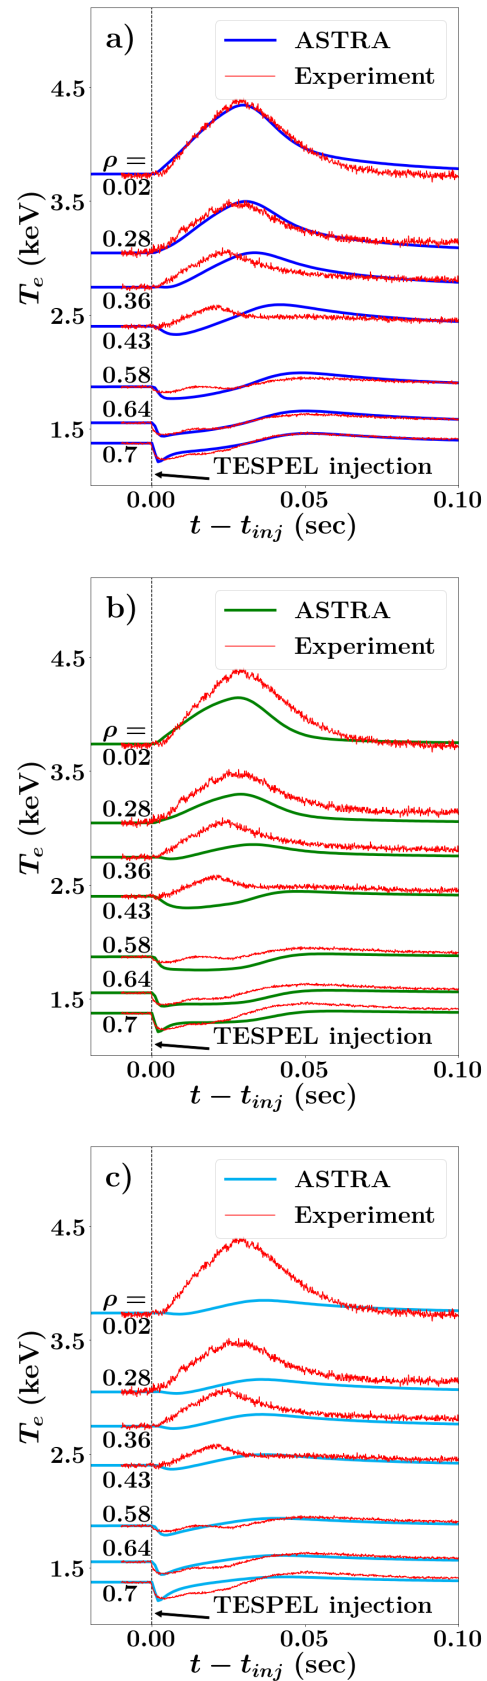 a)
ASTRA
Experiment
4.5
3.5
2.5
1.5
T_e (keV)
ρ =
0.02
0.28
0.36
0.43
0.58
0.64
0.7
TESPEL injection
0.00 0.05 0.10
t − t_inj (sec)
b)
ASTRA
Experiment
4.5
3.5
2.5
1.5
T_e (keV)
ρ =
0.02
0.28
0.36
0.43
0.58
0.64
0.7
TESPEL injection
0.00 0.05 0.10
t − t_inj (sec)
c)
ASTRA
Experiment
4.5
3.5
2.5
1.5
T_e (keV)
ρ =
0.02
0.28
0.36
0.43
0.58
0.64
0.7
TESPEL injection
0.00 0.05 0.10
t − t_inj (sec)